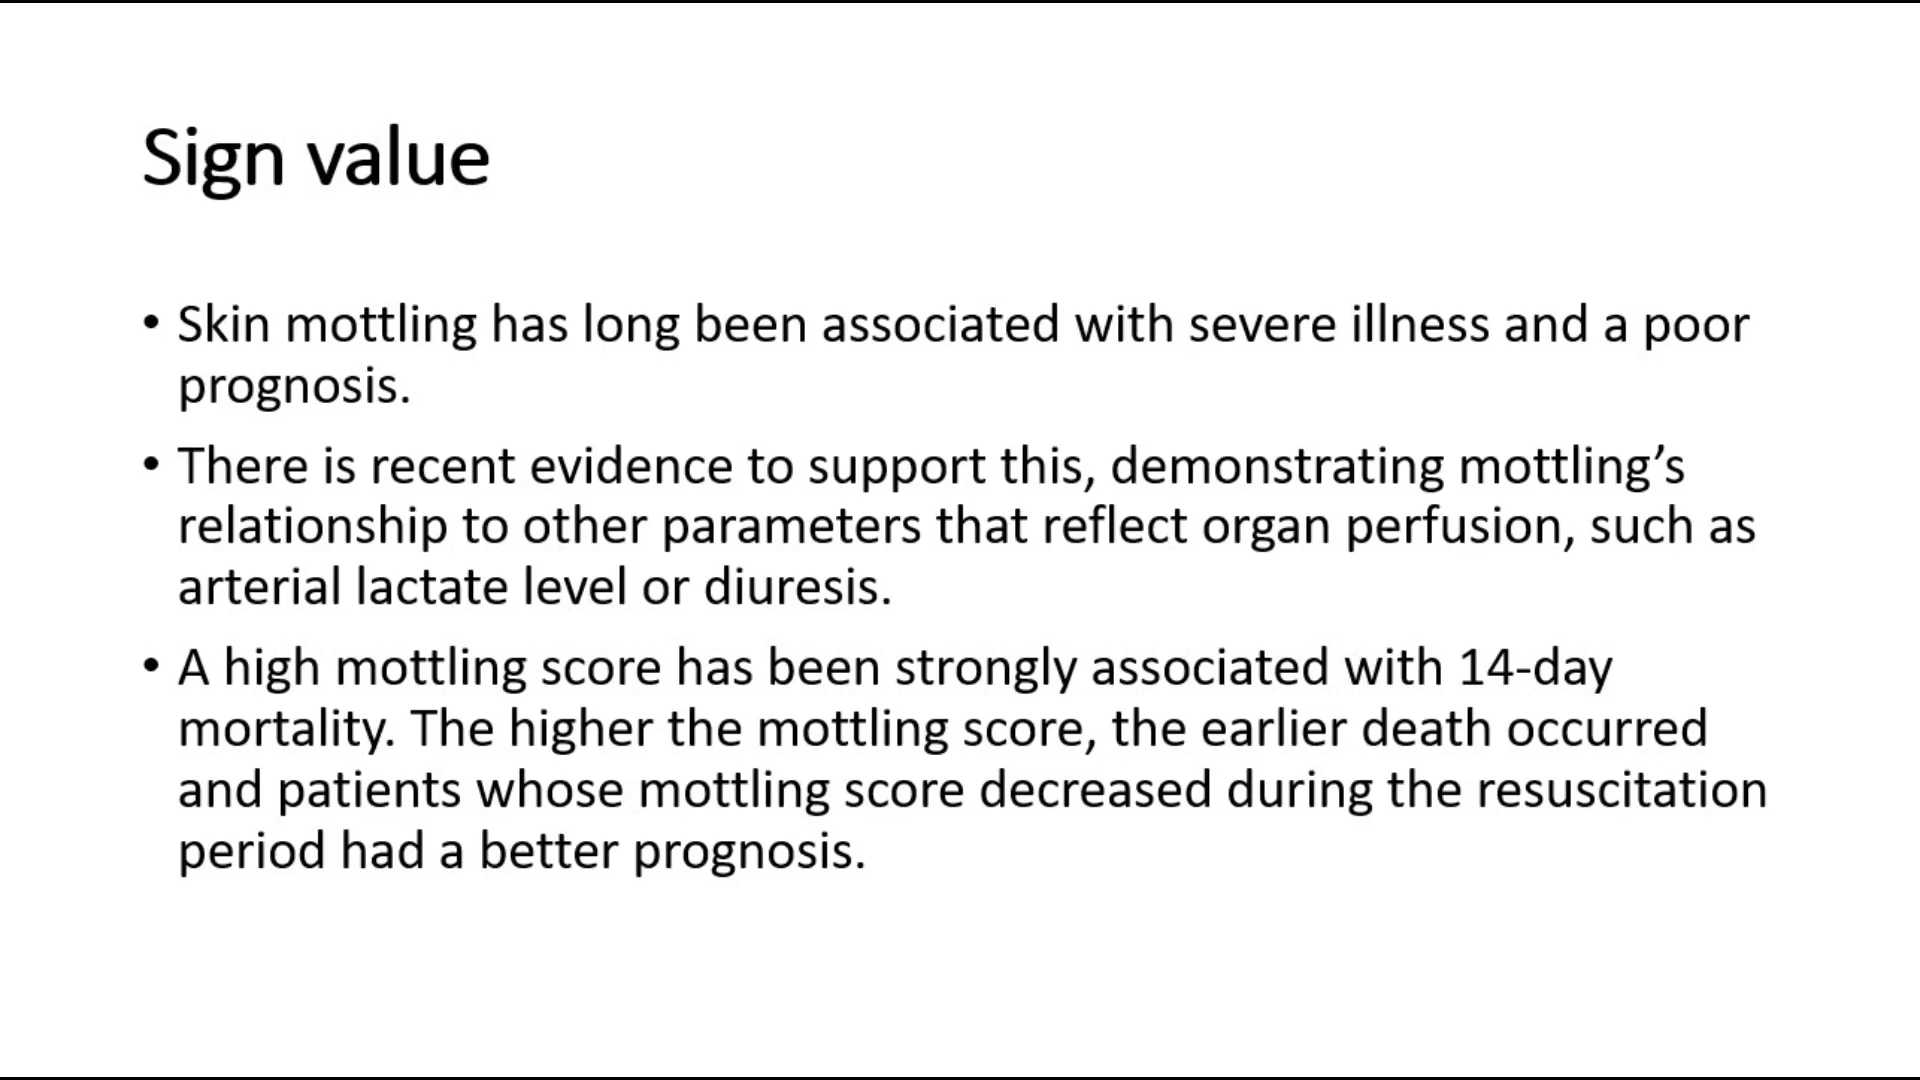 Sign value
• Skin mottling has long been associated with severe illness and a poor
prognosis.
• There is recent evidence to support this, demonstrating mottling’s
relationship to other parameters that reflect organ perfusion, such as
arterial lactate level or diuresis.
• A high mottling score has been strongly associated with 14-day
mortality. The higher the mottling score, the earlier death occurred
and patients whose mottling score decreased during the resuscitation
period had a better prognosis.